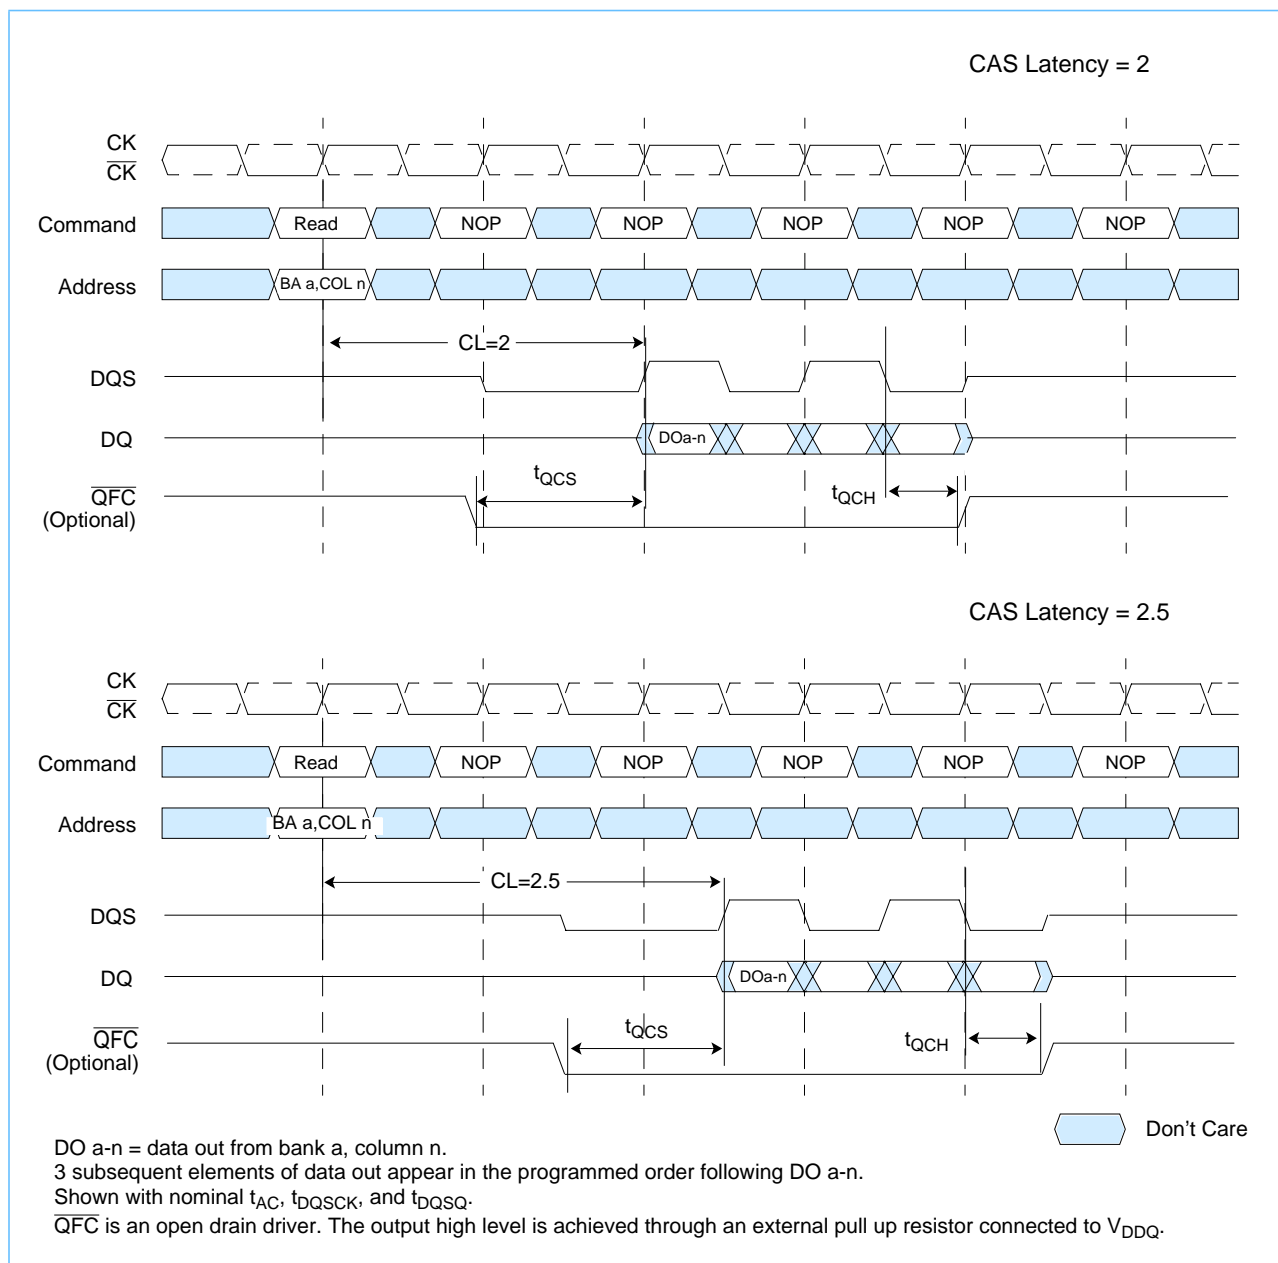 CAS Latency = 2
CK
CK
Command Read NOP NOP NOP NOP NOP
Address BA a,COL n
CL=2
DQS
DQ DOa-n
tQCS tQCH
QFC
(Optional)
CAS Latency = 2.5
CK
CK
Command Read NOP NOP NOP NOP NOP
Address BA a,COL n
CL=2.5
DQS
DQ DOa-n
tQCS tQCH
QFC
(Optional)
Don't Care
DO a-n = data out from bank a, column n.
3 subsequent elements of data out appear in the programmed order following DO a-n.
Shown with nominal tAC, tDQSCK, and tDQSQ.
QFC is an open drain driver. The output high level is achieved through an external pull up resistor connected to VDDQ.